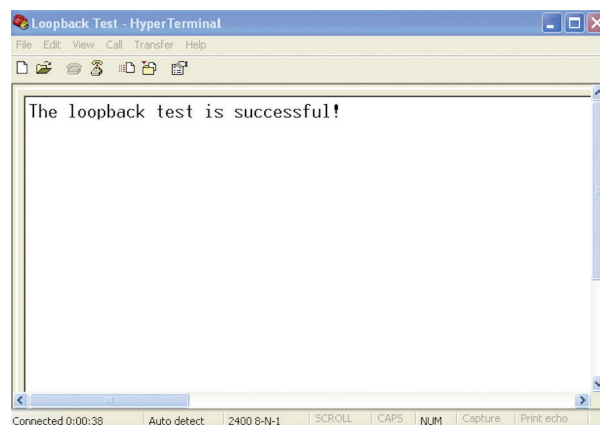 Loopback Test - HyperTerminal
File Edit View Call Transfer Help
The loopback test is successful!
Connected 0:00:38 Auto detect 2400 8-N-1 SCROLL CAPS NUM Capture Print echo